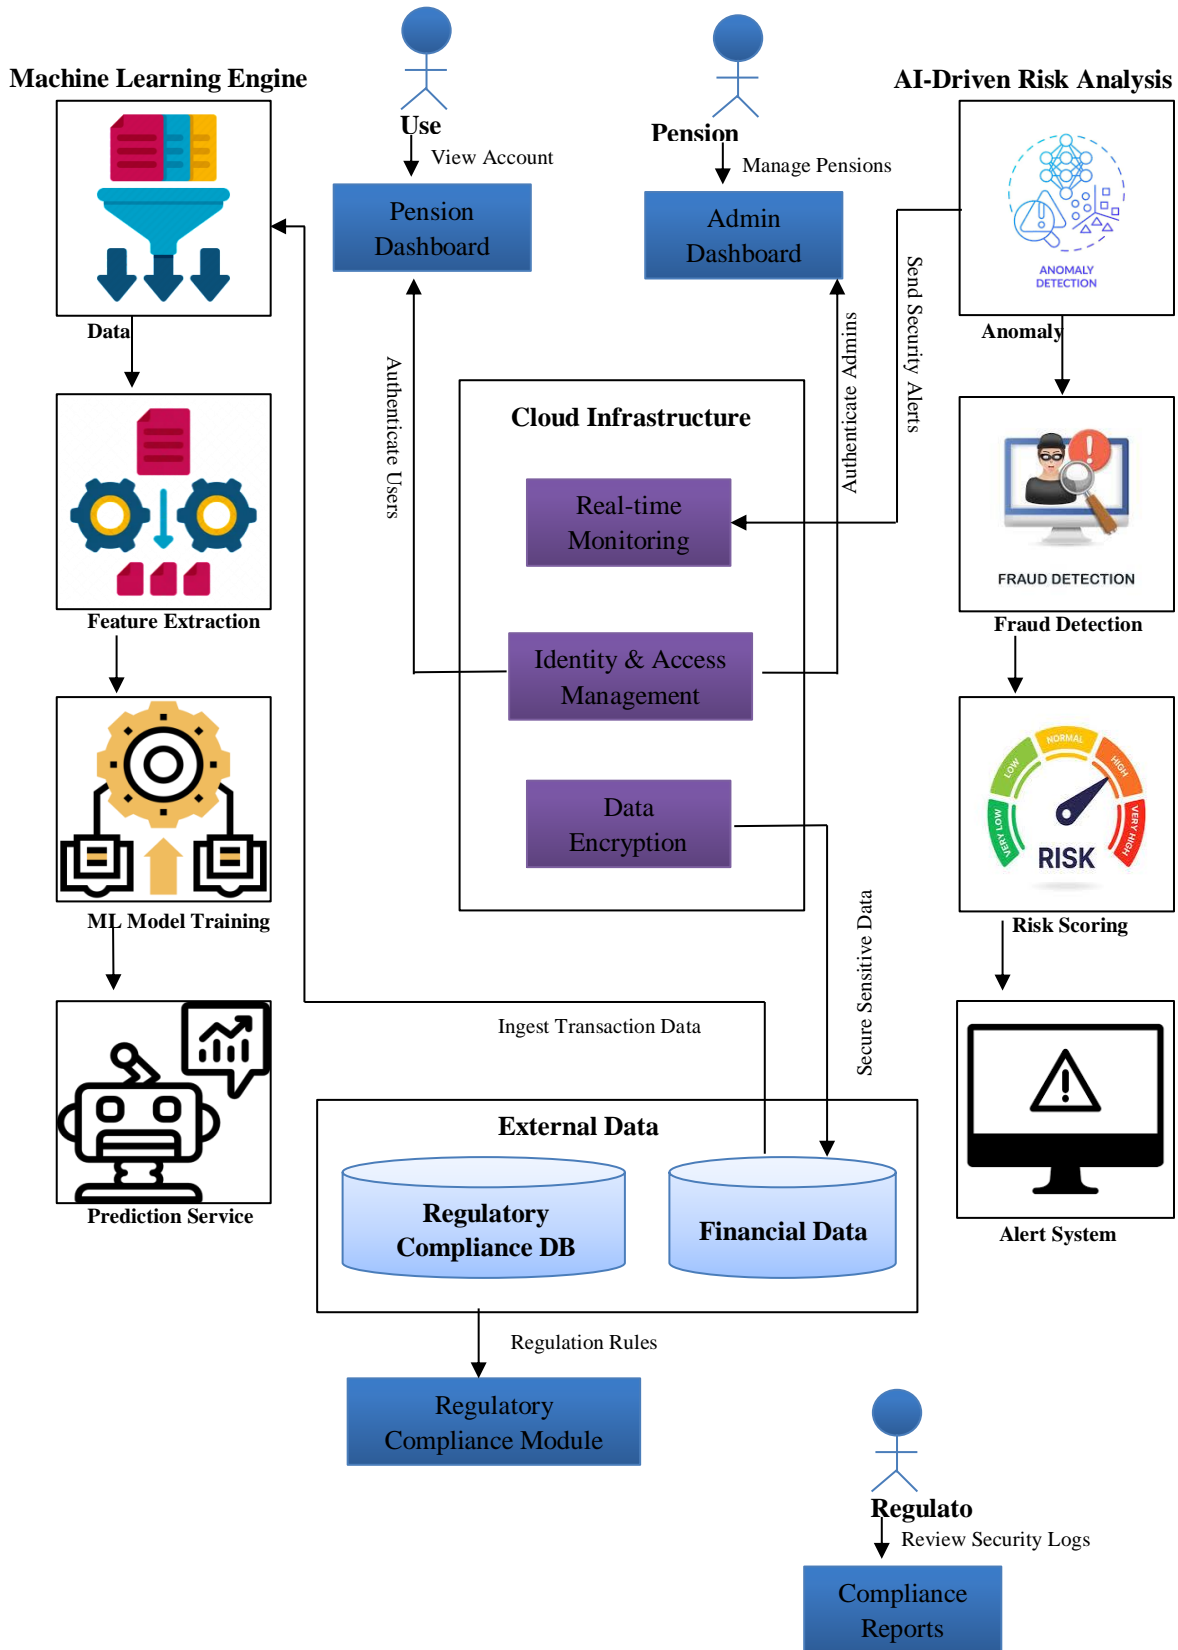 Machine Learning Engine
AI-Driven Risk Analysis
Use
Pension
View Account
Manage Pensions
Pension
Dashboard
Admin
Dashboard
ANOMALY
DETECTION
Data
Anomaly
Send Security
Alerts
Authenticate Users
Authenticate Admins
Cloud Infrastructure
Real-time
Monitoring
FRAUD DETECTION
Feature Extraction
Fraud Detection
Identity & Access
Management
VERY LOW
LOW
NORMAL
HIGH
VERY HIGH
RISK
Data
Encryption
ML Model Training
Risk Scoring
Secure Sensitive Data
Ingest Transaction Data
External Data
Regulatory
Compliance DB
Financial Data
Prediction Service
Alert System
Regulation Rules
Regulatory
Compliance Module
Regulato
Review Security Logs
Compliance
Reports